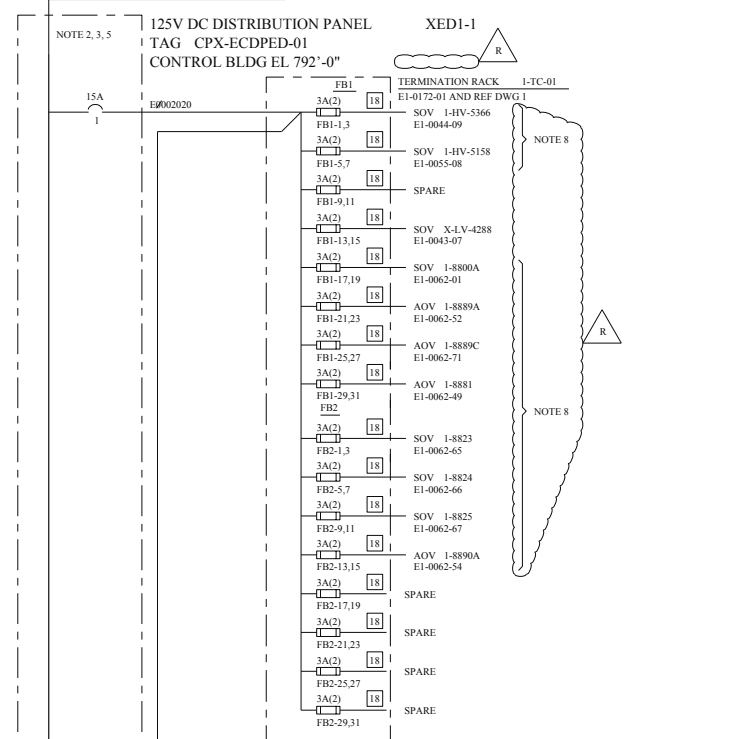 125V DC DISTRIBUTION PANEL XED1-1
NOTE 2, 3, 5
TAG CPX-ECDPED-01
CONTROL BLDG EL 792'-0"
R
FB1
TERMINATION RACK 1-TC-01
E1-0172-01 AND REF DWG 1
15A
1
E0002020
3A(2) 18
FB1-1,3
SOV 1-HV-5366
E1-0044-09
NOTE 8
3A(2) 18
FB1-5,7
SOV 1-HV-5158
E1-0055-08
3A(2) 18
FB1-9,11
SPARE
3A(2) 18
FB1-13,15
SOV X-LV-4288
E1-0043-07
3A(2) 18
FB1-17,19
SOV 1-8800A
E1-0062-01
3A(2) 18
FB1-21,23
AOV 1-8889A
E1-0062-52
R
3A(2) 18
FB1-25,27
AOV 1-8889C
E1-0062-71
3A(2) 18
FB1-29,31
AOV 1-8881
E1-0062-49
FB2
NOTE 8
3A(2) 18
FB2-1,3
SOV 1-8823
E1-0062-65
3A(2) 18
FB2-5,7
SOV 1-8824
E1-0062-66
3A(2) 18
FB2-9,11
SOV 1-8825
E1-0062-67
3A(2) 18
FB2-13,15
AOV 1-8890A
E1-0062-54
3A(2) 18
FB2-17,19
SPARE
3A(2) 18
FB2-21,23
SPARE
3A(2) 18
FB2-25,27
SPARE
3A(2) 18
FB2-29,31
SPARE